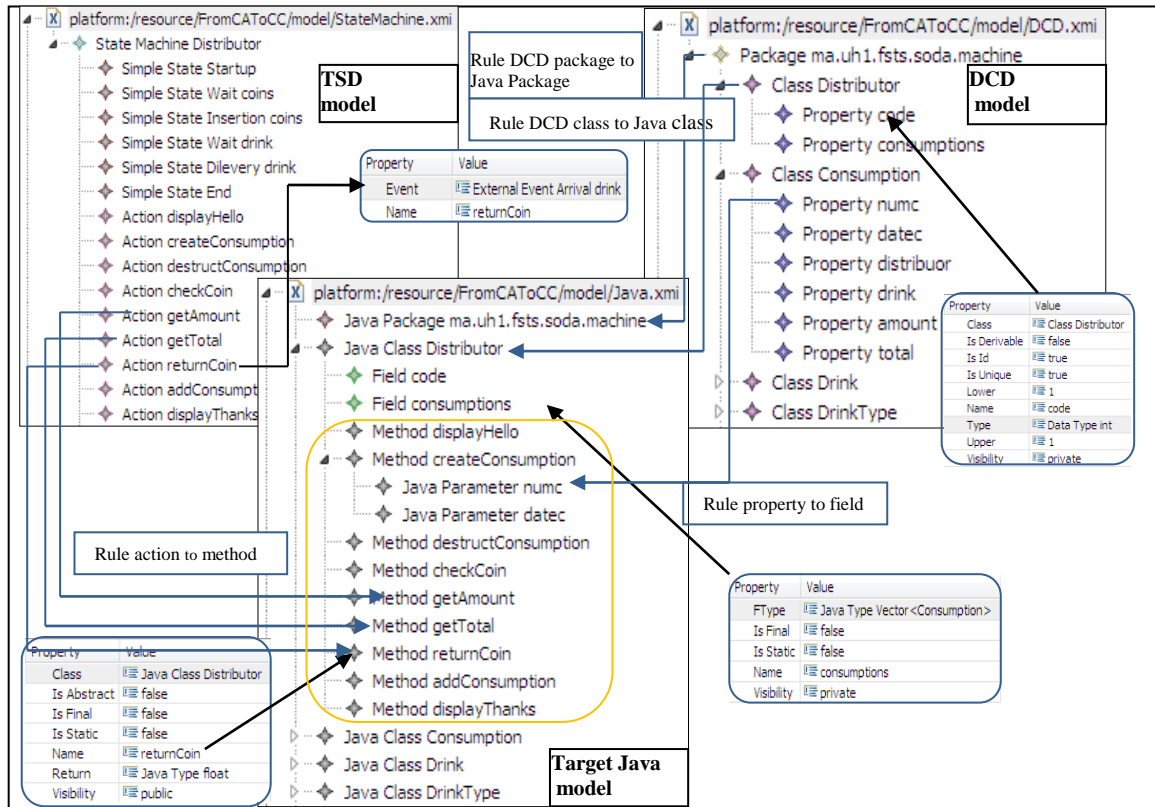 platform:/resource/FromCAToCC/model/StateMachine.xmi
State Machine Distributor
Simple State Startup
Simple State Wait coins
Simple State Insertion coins
Simple State Wait drink
Simple State Dilevery drink
Simple State End
Action displayHello
Action createConsumption
Action destructConsumption
Action checkCoin
Action getAmount
Action getTotal
Action returnCoin
Action addConsumpt
Action displayThanks
TSD
model
Rule DCD package to
Java Package
Rule DCD class to Java class
Property Value
Event External Event Arrival drink
Name returnCoin
platform:/resource/FromCAToCC/model/DCD.xmi
Package ma.uh1.fsts.soda.machine
Class Distributor
Property code
Property consumptions
Class Consumption
Property numc
Property datec
Property distribuor
Property drink
Property amount
Property total
Class Drink
Class DrinkType
DCD
model
Property Value
Class Class Distributor
Is Derivable false
Is Id true
Is Unique true
Lower 1
Name code
Type Data Type int
Upper 1
Visibility private
platform:/resource/FromCAToCC/model/Java.xmi
Java Package ma.uh1.fsts.soda.machine
Java Class Distributor
Field code
Field consumptions
Method displayHello
Method createConsumption
Java Parameter numc
Java Parameter datec
Method destructConsumption
Method checkCoin
Method getAmount
Method getTotal
Method returnCoin
Method addConsumption
Method displayThanks
Java Class Consumption
Java Class Drink
Java Class DrinkType
Target Java
model
Rule property to field
Rule action to method
Property Value
FType Java Type Vector<Consumption>
Is Final false
Is Static false
Name consumptions
Visibility private
Property Value
Class Java Class Distributor
Is Abstract false
Is Final false
Is Static false
Name returnCoin
Return Java Type float
Visibility public